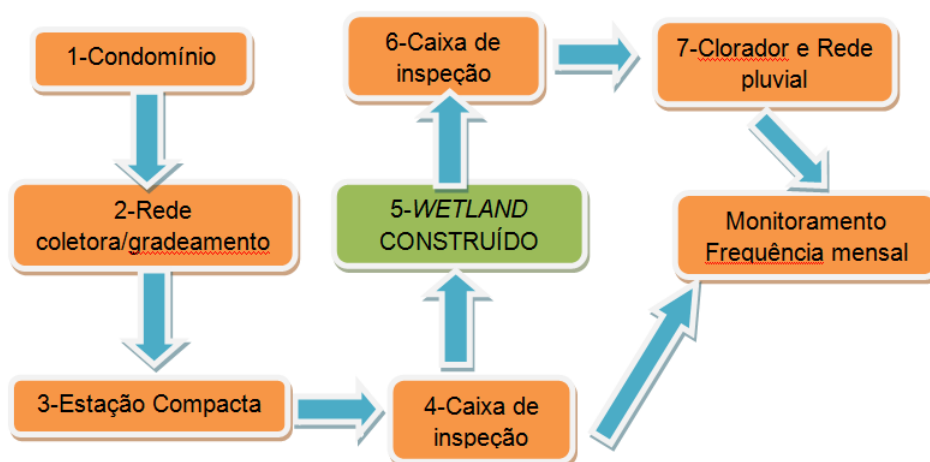 1-Condomínio
2-Rede
coletora/gradeamento
3-Estação Compacta
4-Caixa de
inspeção
5-WETLAND
CONSTRUÍDO
6-Caixa de
inspeção
7-Clorador e Rede
pluvial
Monitoramento
Frequência mensal